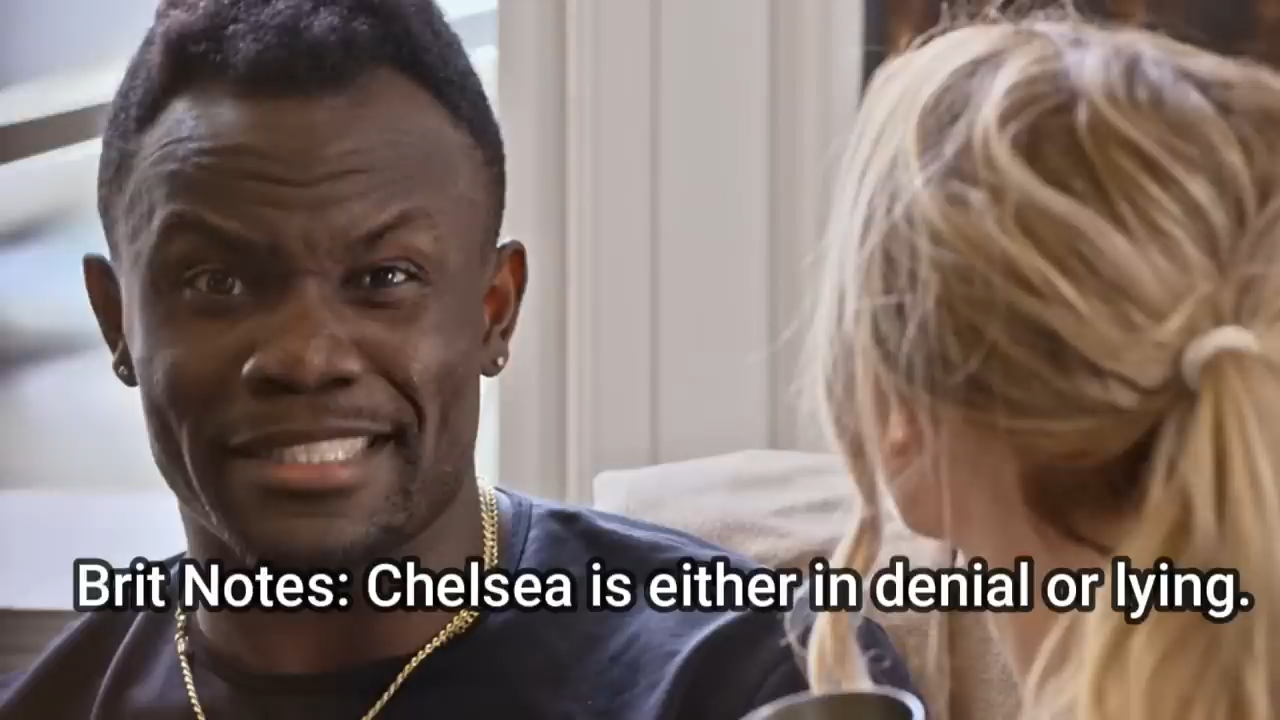 Brit Notes: Chelsea is either in denial or lying.